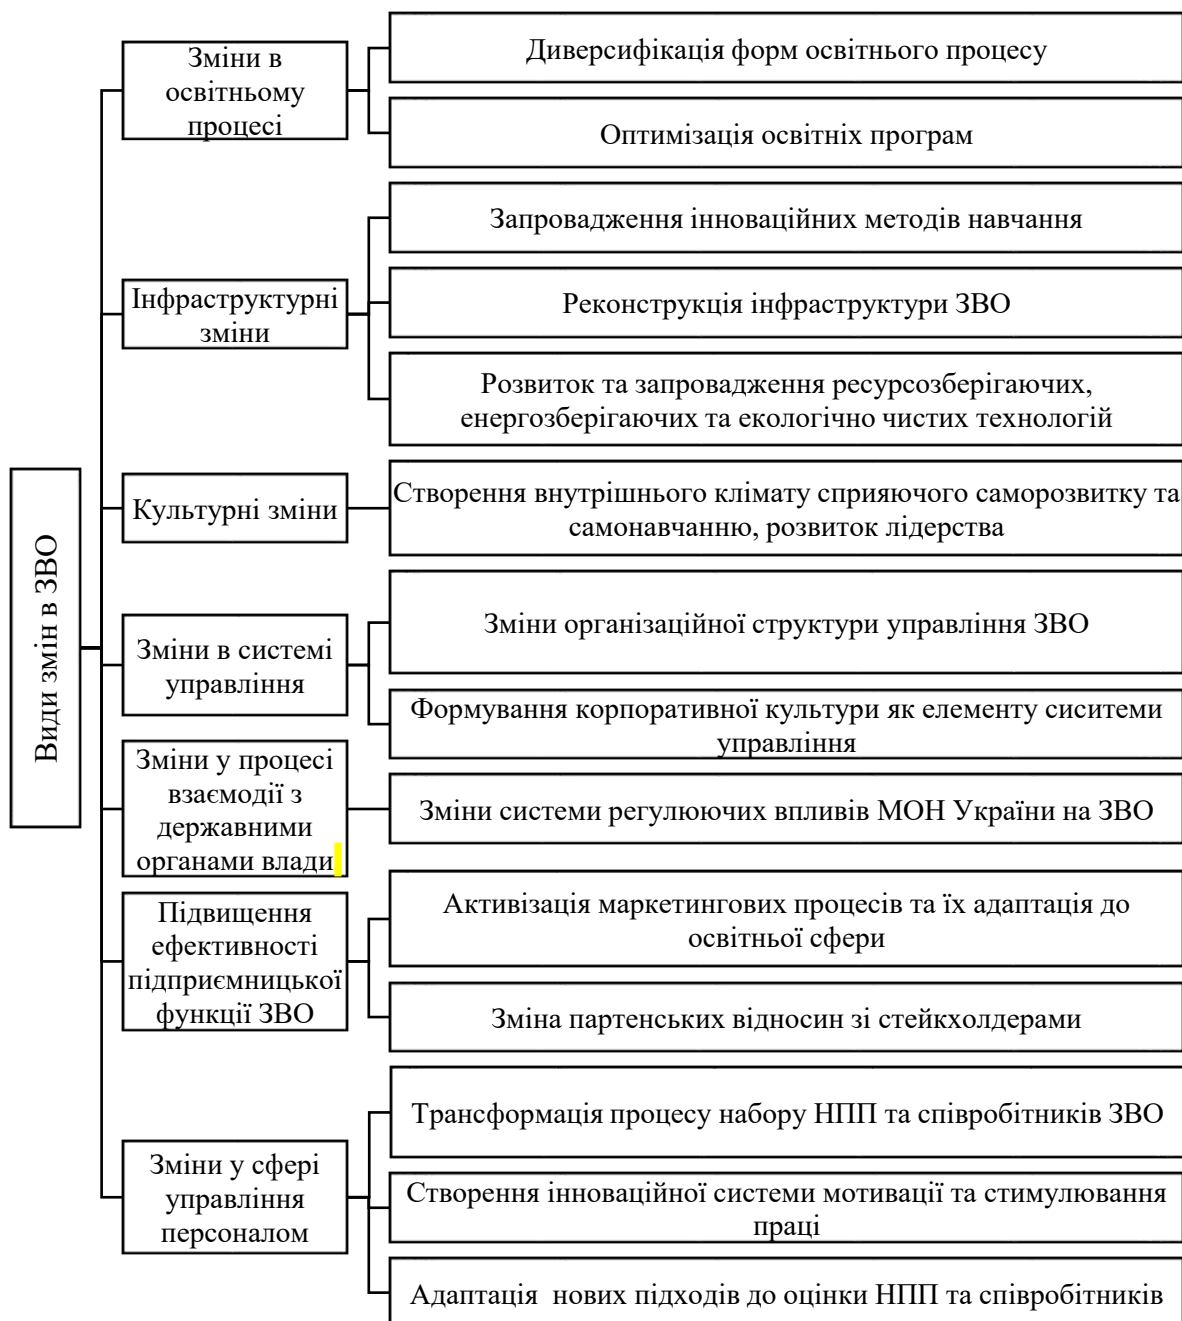 Види змін в ЗВО
Зміни в
освітньому
процесі
Диверсифікація форм освітнього процесу
Оптимізація освітніх програм
Інфраструктурні
зміни
Запровадження інноваційних методів навчання
Реконструкція інфраструктури ЗВО
Розвиток та запровадження ресурсозберігаючих,
енергозберігаючих та екологічно чистих технологій
Культурні зміни
Створення внутрішнього клімату сприяючого саморозвитку та
самонавчанню, розвиток лідерства
Зміни в системі
управління
Зміни організаційної структури управління ЗВО
Формування корпоративної культури як елементу сиситеми
управління
Зміни у процесі
взаємодії з
державними
органами влади
Зміни системи регулюючих впливів МОН України на ЗВО
Підвищення
ефективності
підприємницької
функції ЗВО
Активізація маркетингових процесів та їх адаптація до
освітньої сфери
Зміна партенських відносин зі стейкхолдерами
Зміни у сфері
управління
персоналом
Трансформація процесу набору НПП та співробітників ЗВО
Створення інноваційної системи мотивації та стимулювання
праці
Адаптація  нових підходів до оцінки НПП та співробітників